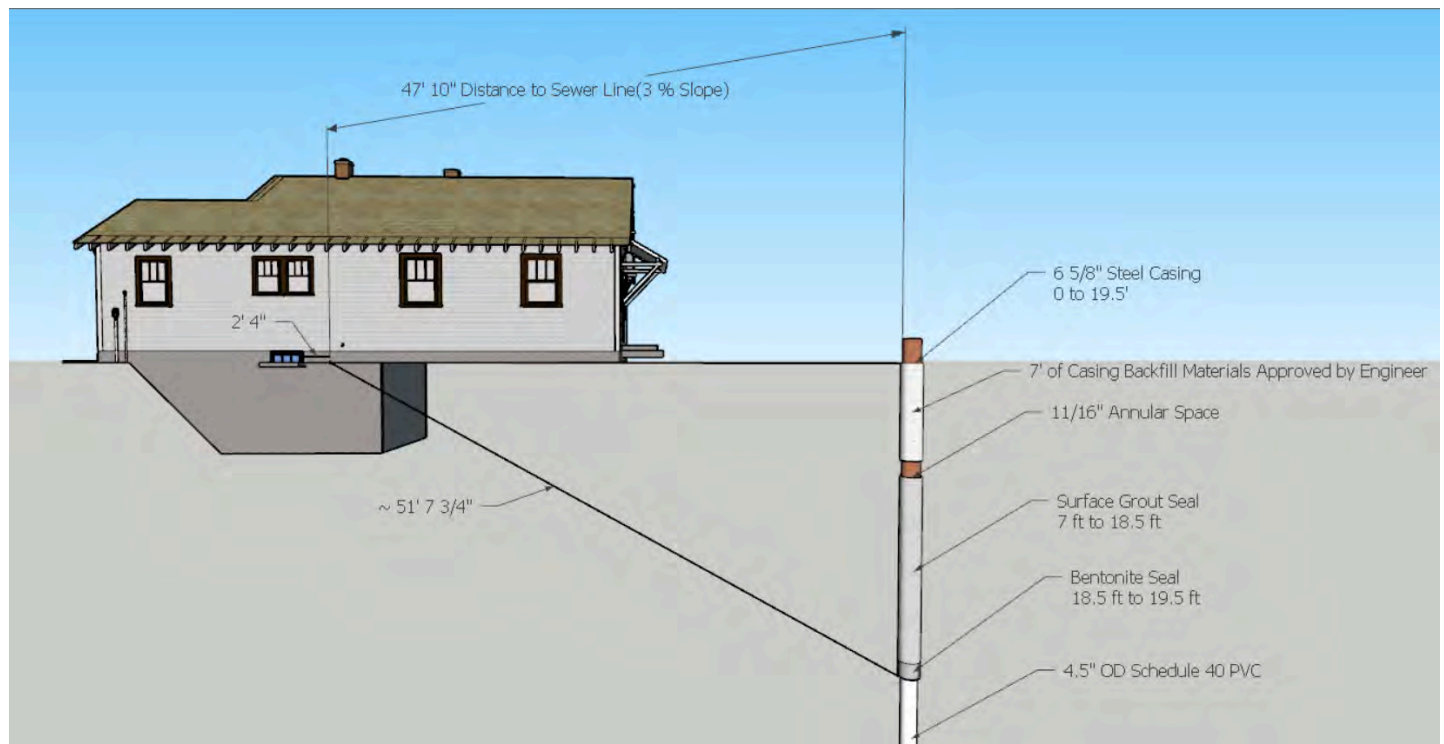 47' 10" Distance to Sewer Line(3 % Slope)
6 5/8" Steel Casing
0 to 19.5'
2' 4"
7' of Casing Backfill Materials Approved by Engineer
11/16" Annular Space
~ 51' 7 3/4"
Surface Grout Seal
7 ft to 18.5 ft
Bentonite Seal
18.5 ft to 19.5 ft
4.5" OD Schedule 40 PVC